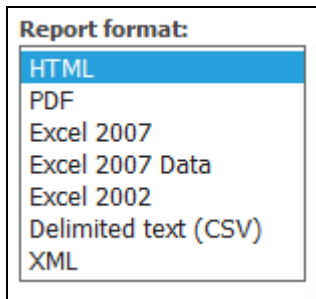 Report format:
HTML
PDF
Excel 2007
Excel 2007 Data
Excel 2002
Delimited text (CSV)
XML